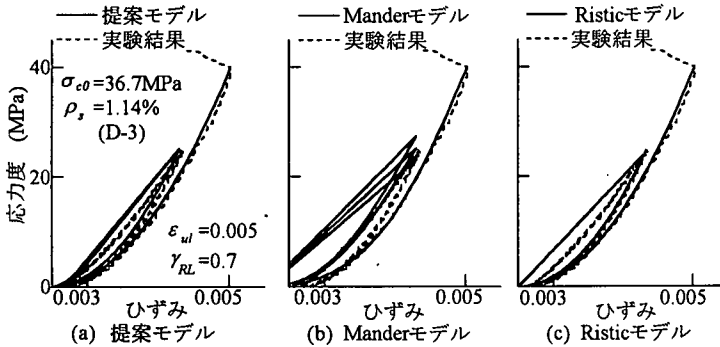 提案モデル
実験結果
Manderモデル
実験結果
Risticモデル
実験結果
応力度 (MPa)
40
20
0
σc0=36.7MPa
ρs=1.14%
(D-3)
εul=0.005
γRL=0.7
0.003 0.005
0.003 0.005
0.003 0.005
ひずみ
ひずみ
ひずみ
(a) 提案モデル
(b) Manderモデル
(c) Risticモデル